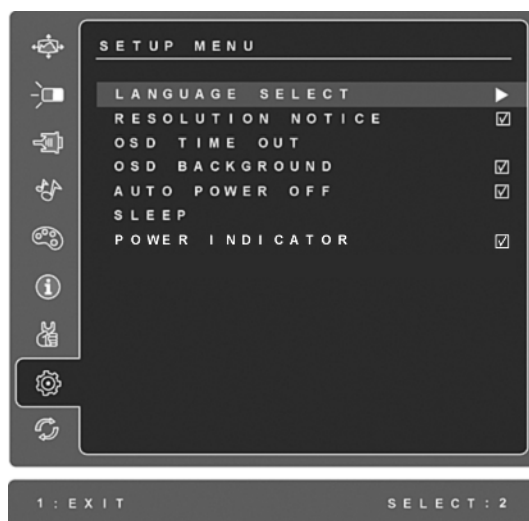 SETUP MENU
LANGUAGE SELECT
RESOLUTION NOTICE
OSD TIME OUT
OSD BACKGROUND
AUTO POWER OFF
SLEEP
POWER INDICATOR
1:EXIT SELECT:2